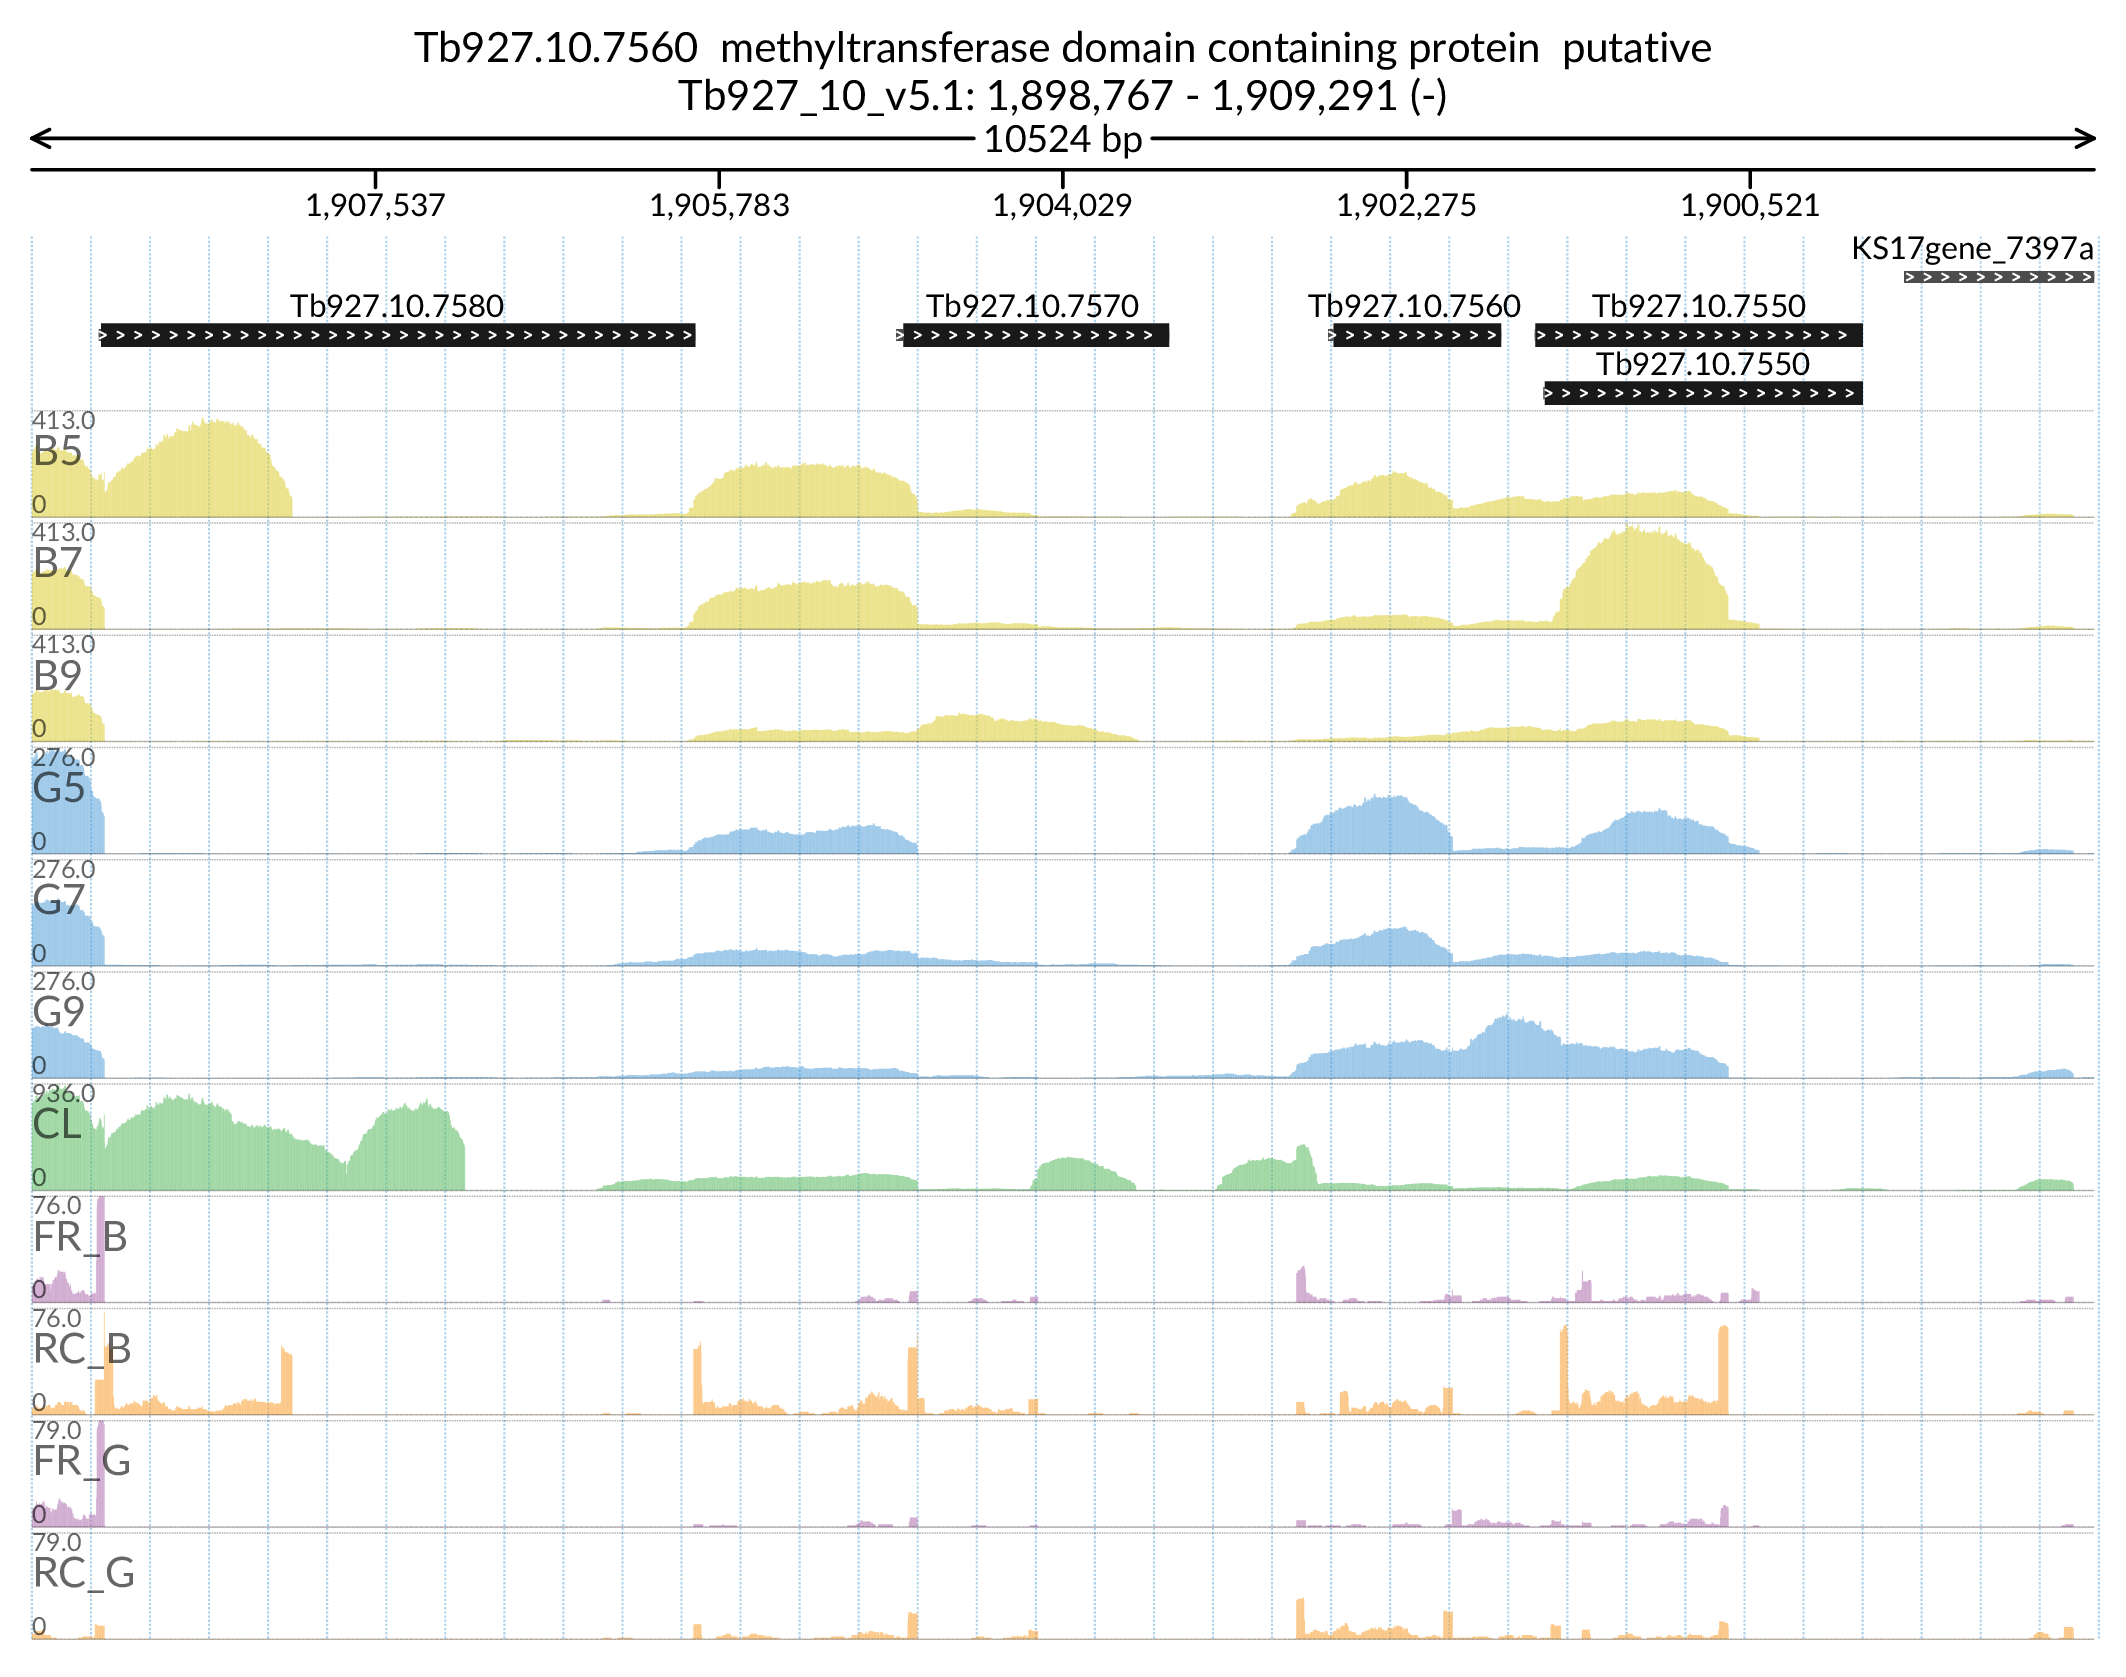 Tb927.10.7560  methyltransferase domain containing protein  putative
Tb927_10_v5.1: 1,898,767 - 1,909,291 (-)
10524 bp
1,907,537 1,905,783 1,904,029 1,902,275 1,900,521
KS17gene_7397a
Tb927.10.7580 Tb927.10.7570 Tb927.10.7560 Tb927.10.7550
Tb927.10.7550
413.0
B5
0
413.0
B7
0
413.0
B9
0
276.0
G5
0
276.0
G7
0
276.0
G9
0
936.0
CL
0
76.0
FR_B
0
76.0
RC_B
0
79.0
FR_G
0
79.0
RC_G
0